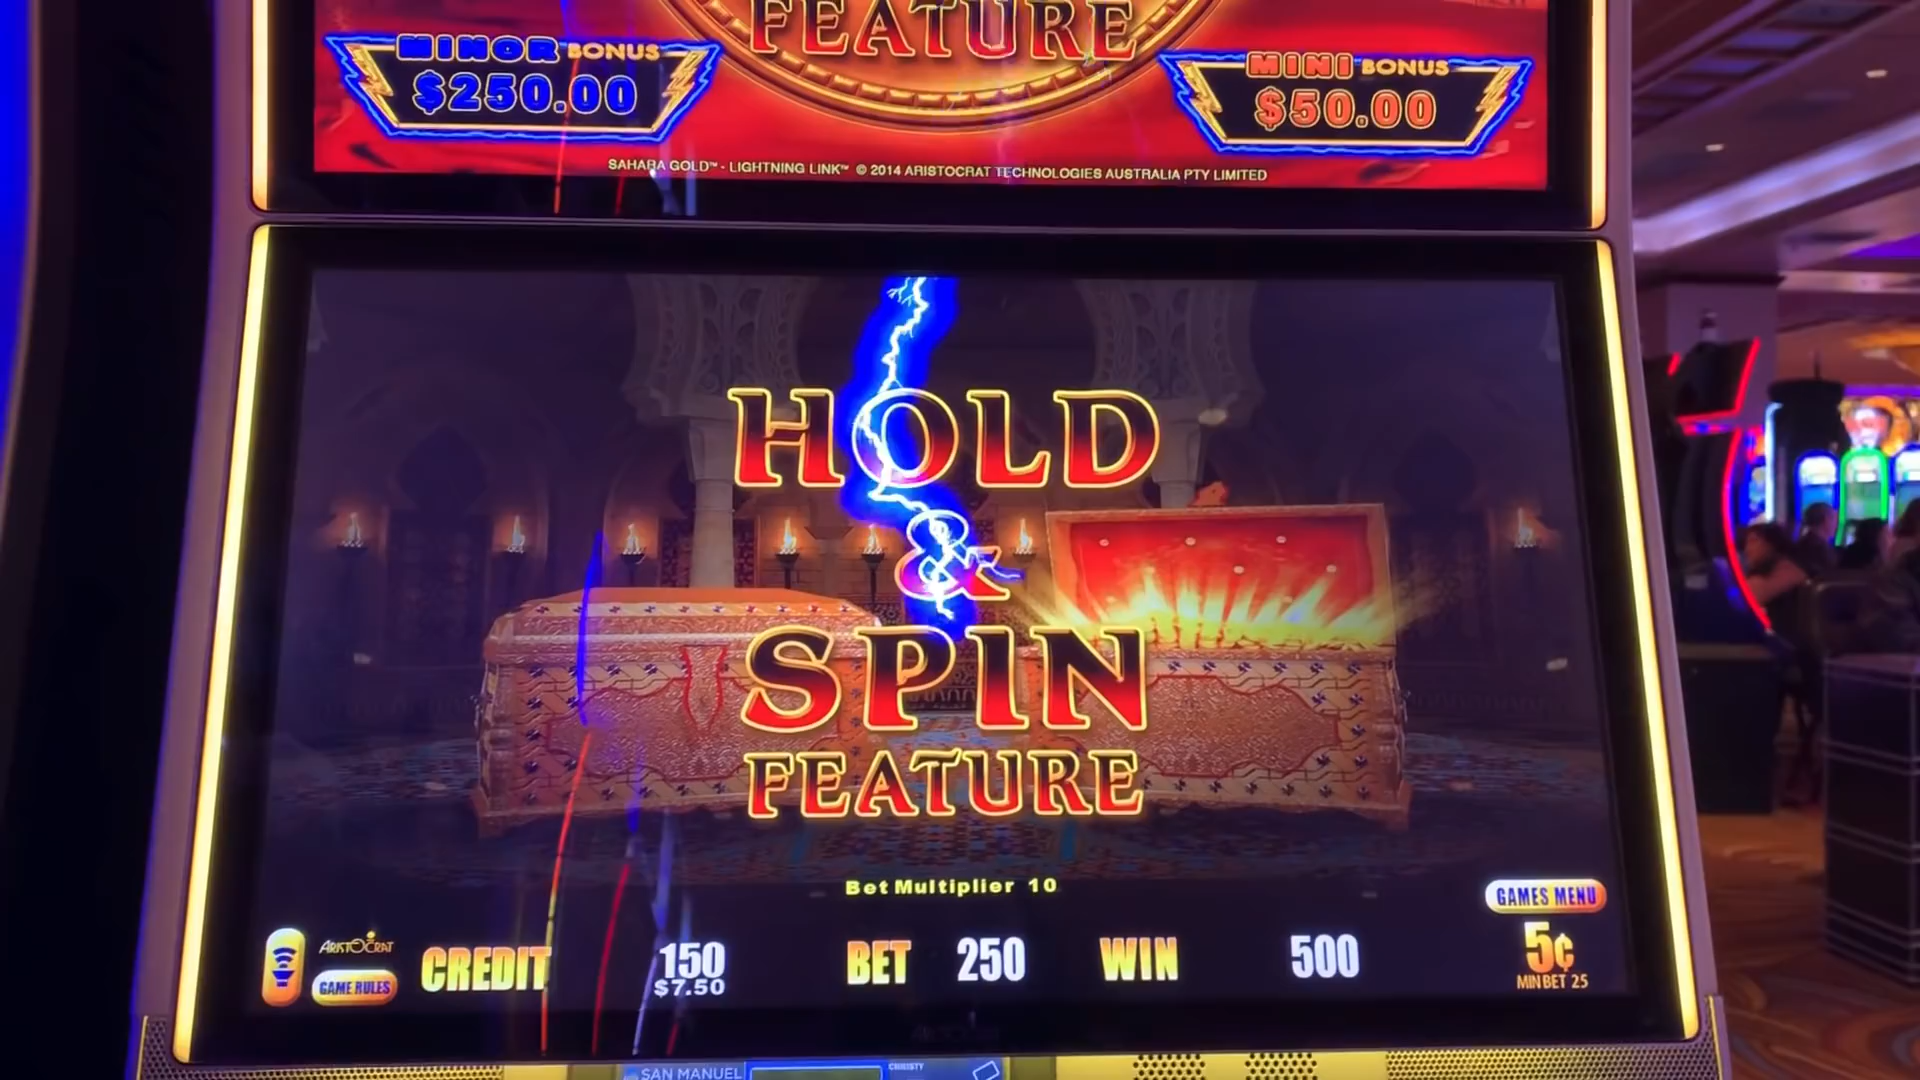 FEATURE
MINOR BONUS
$250.00
MINI BONUS
$50.00
SAHARA GOLD™ - LIGHTNING LINK™ © 2014 ARISTOCRAT TECHNOLOGIES AUSTRALIA PTY LIMITED
HOLD
&
SPIN
FEATURE
Bet Multiplier 10
GAMES MENU
ARISTOCRAT
GAME RULES
CREDIT 150 BET 250 WIN 500 5¢
$7.50
MIN BET 25
SAN MANUEL
CHRISTY